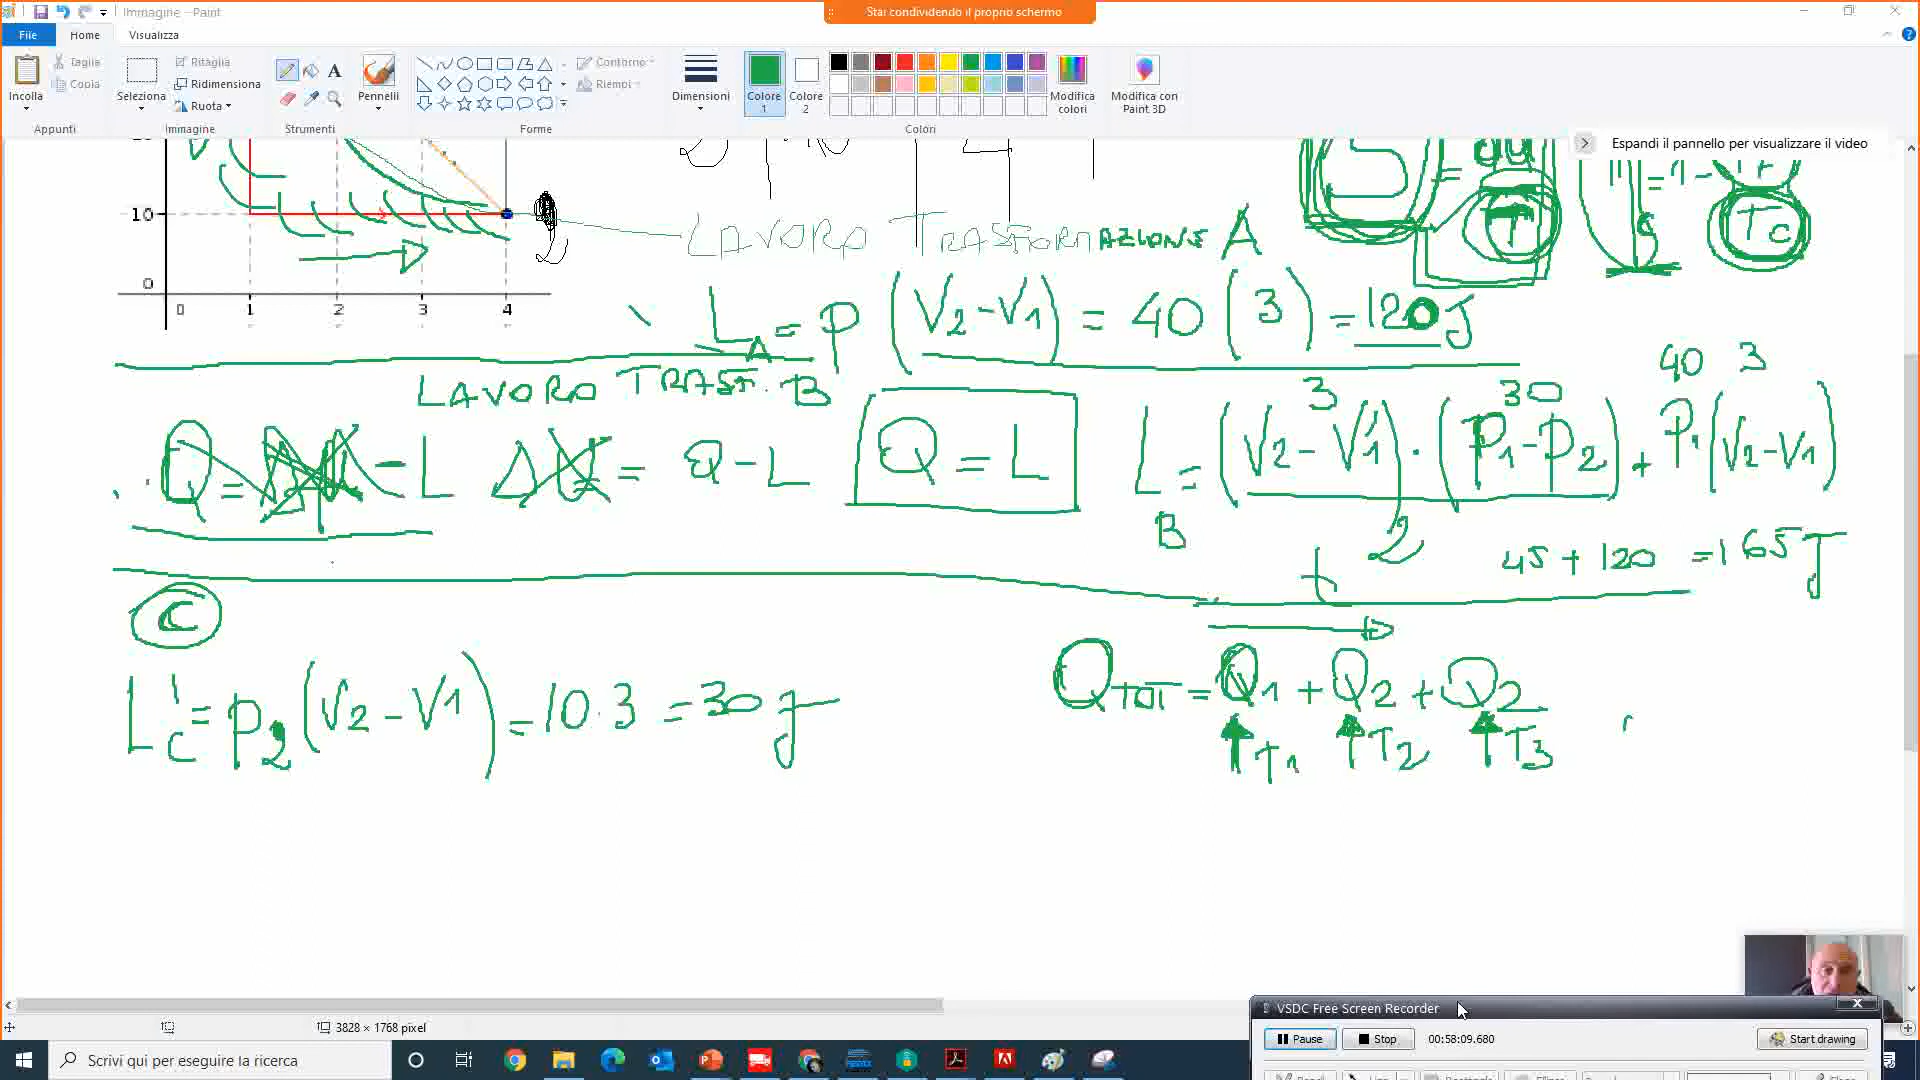 Immagine - Paint
Stai condividendo il proprio schermo
File Home Visualizza
Incolla
Taglia
Copia
Appunti
Seleziona
Ritaglia
Ridimensiona
Ruota
Immagine
Strumenti
Pennelli
Forme
Contorno
Riempi
Dimensioni
Colore 1
Colore 2
Colori
Modifica colori
Modifica con Paint 3D
Espandi il pannello per visualizzare il video
10
0
0 1 2 3 4
2
LAVORO TRASFORMAZIONE A
T
TC
L A = P (V2 - V1) = 40 (3) = 120 J
LAVORO TRASF. B
Q = - L ΔU = Q - L
Q = L
3 30 40 3
L B = (V2 - V1) · (P1 - P2) + P1 (V2 - V1)
2
45 + 120 = 165 J
t
C
L C = P2 (V2 - V1) = 10 . 3 = 30 J
QTOT = Q1 + Q2 + Q2
T1 T2 T3
3828 × 1768 pixel
VSDC Free Screen Recorder
Pause Stop 00:58:09.680 Start drawing
Scrivi qui per eseguire la ricerca